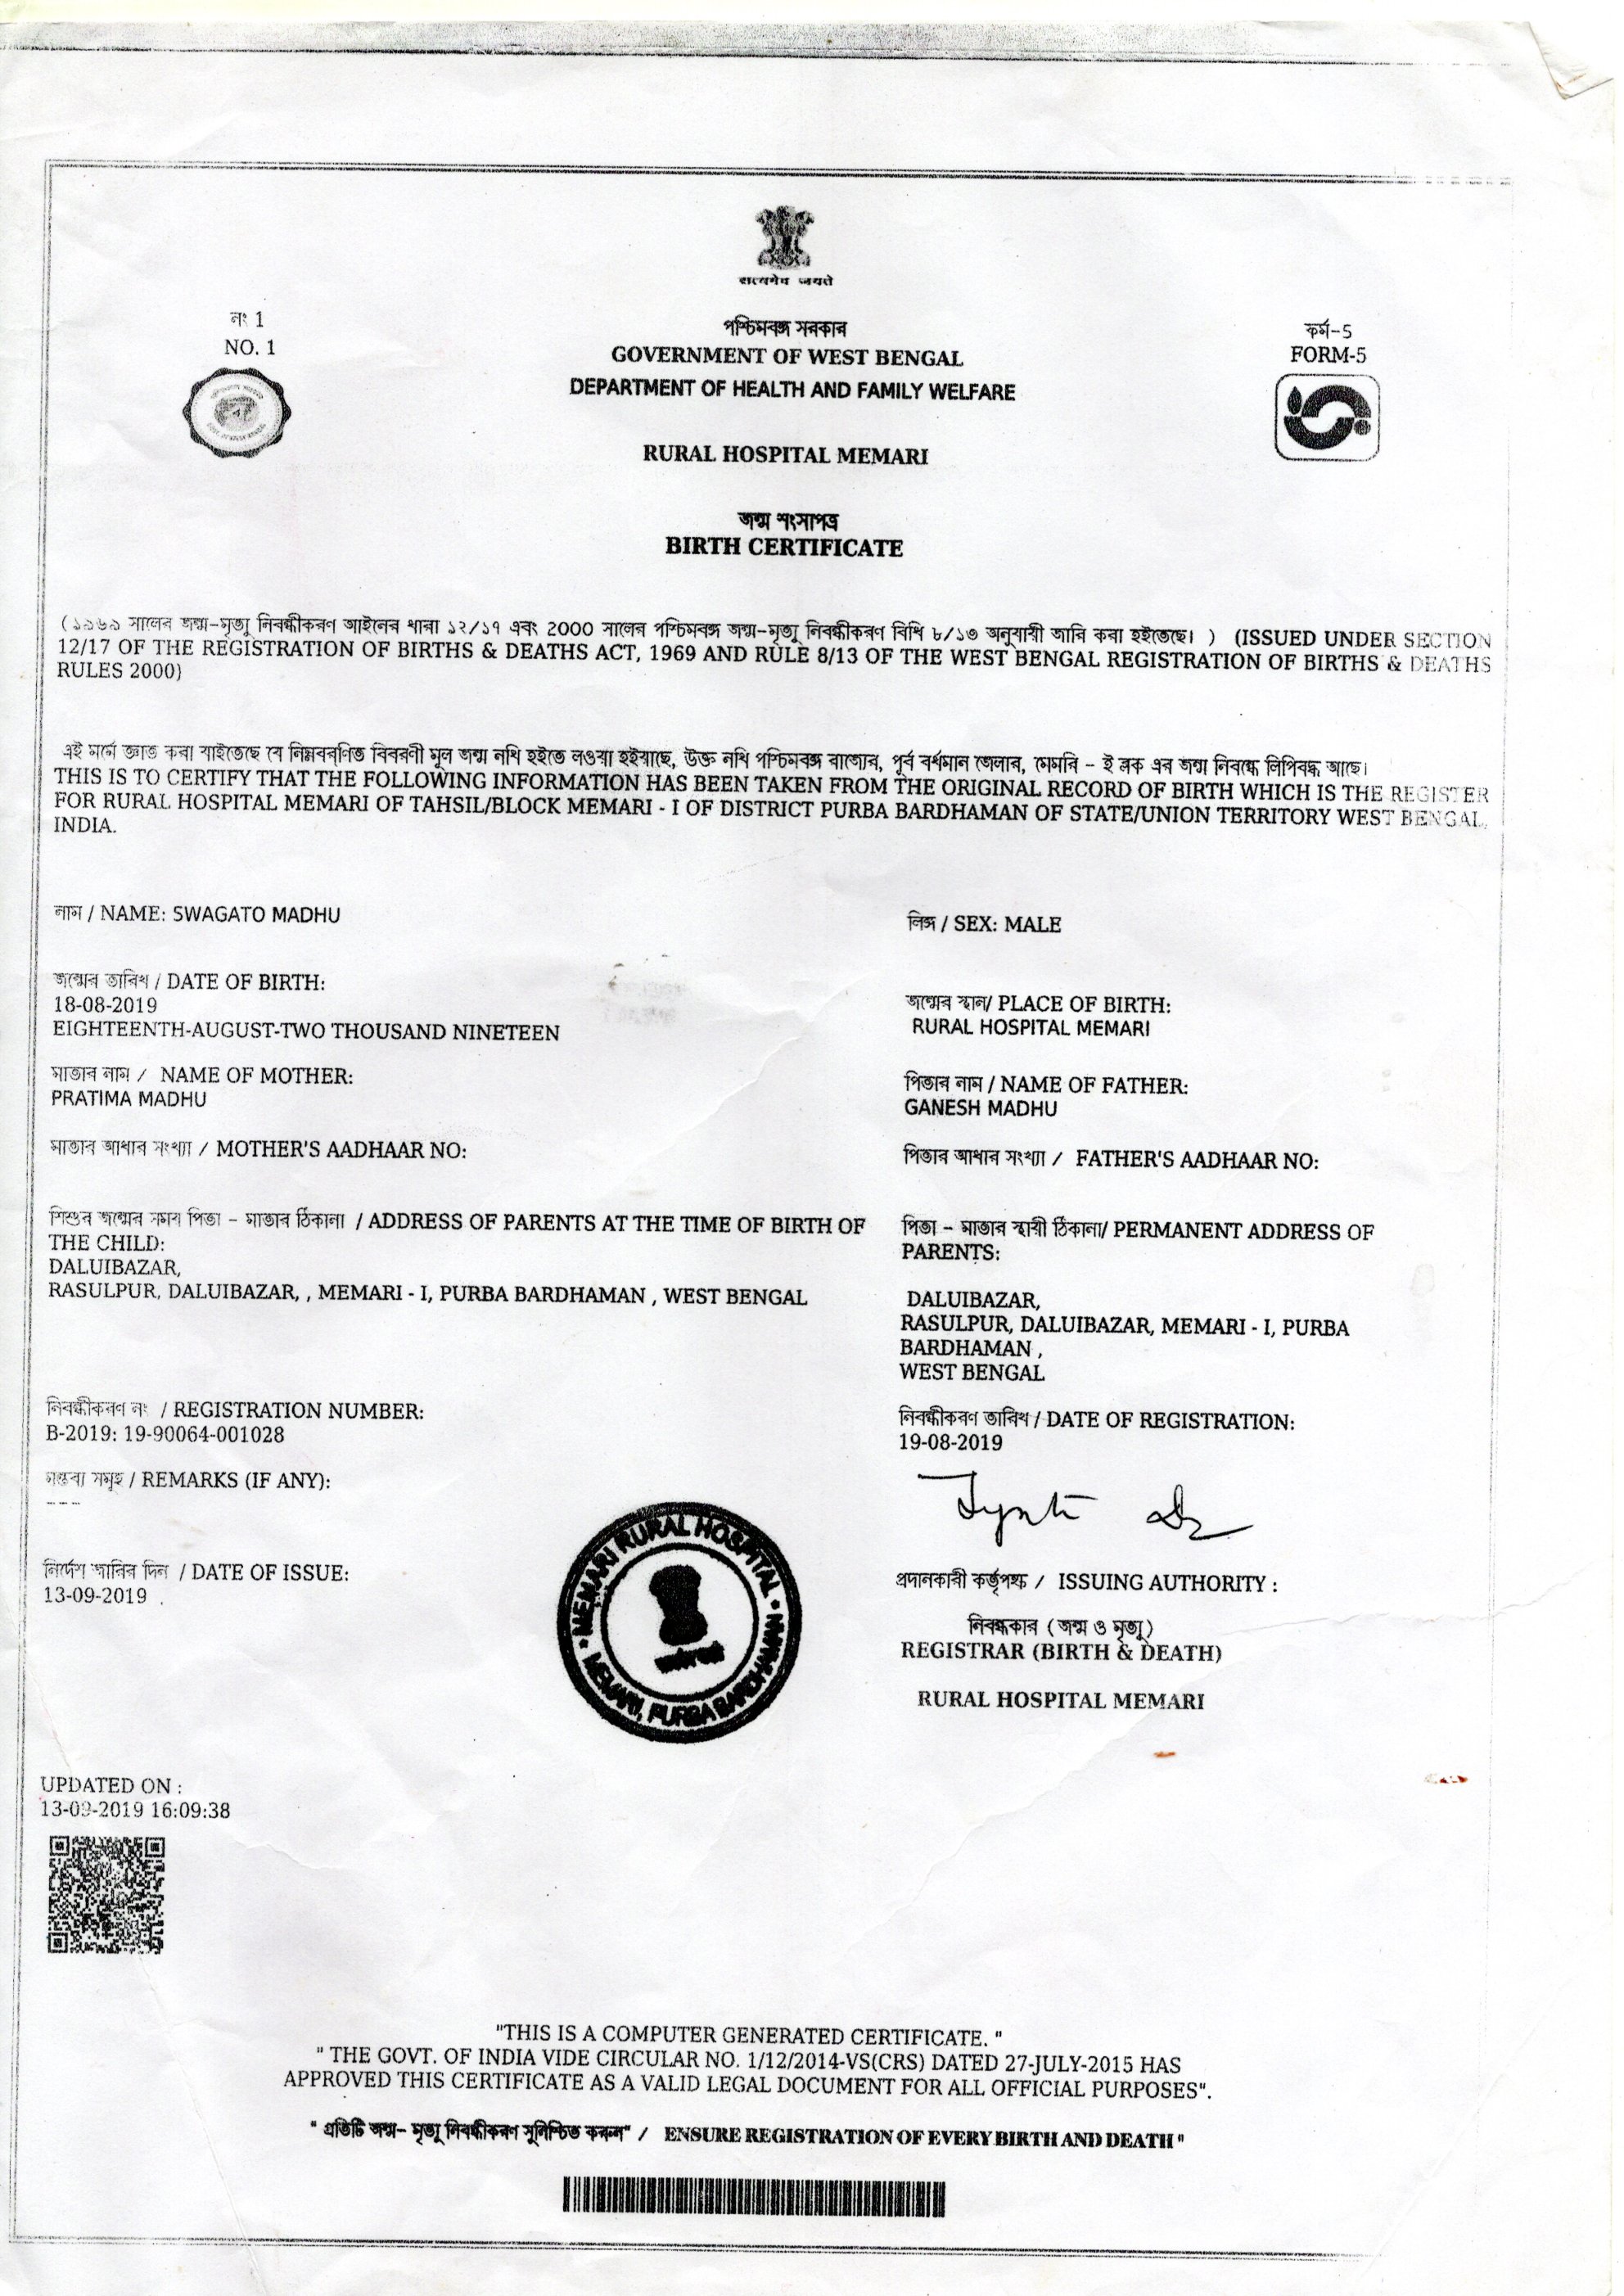 सत्यमेव जयते
নং 1
NO. 1
পশ্চিমবঙ্গ সরকার
GOVERNMENT OF WEST BENGAL
DEPARTMENT OF HEALTH AND FAMILY WELFARE
ফর্ম-5
FORM-5
RURAL HOSPITAL MEMARI
জন্ম শংসাপত্র
BIRTH CERTIFICATE
(১৯৬৯ সালের জন্ম-মৃত্যু নিবন্ধীকরণ আইনের ধারা ১২/১৭ এবং 2000 সালের পশ্চিমবঙ্গ জন্ম-মৃত্যু নিবন্ধীকরণ বিধি ৮/১৩ অনুযায়ী জারি করা হইতেছে। ) (ISSUED UNDER SECTION
12/17 OF THE REGISTRATION OF BIRTHS & DEATHS ACT, 1969 AND RULE 8/13 OF THE WEST BENGAL REGISTRATION OF BIRTHS & DEATHS
RULES 2000)
এই মর্মে জ্ঞাত করা যাইতেছে যে নিম্নবর্ণিত বিবরণী মূল জন্ম নথি হইতে লওয়া হইয়াছে, উক্ত নথি পশ্চিমবঙ্গ রাজ্যের, পূর্ব বর্ধমান জেলার, মেমরি - ই ব্লক এর জন্ম নিবন্ধে লিপিবদ্ধ আছে।
THIS IS TO CERTIFY THAT THE FOLLOWING INFORMATION HAS BEEN TAKEN FROM THE ORIGINAL RECORD OF BIRTH WHICH IS THE REGISTER
FOR RURAL HOSPITAL MEMARI OF TAHSIL/BLOCK MEMARI - I OF DISTRICT PURBA BARDHAMAN OF STATE/UNION TERRITORY WEST BENGAL,
INDIA.
নাম / NAME: SWAGATO MADHU
লিঙ্গ / SEX: MALE
জন্মের তারিখ / DATE OF BIRTH:
18-08-2019
EIGHTEENTH-AUGUST-TWO THOUSAND NINETEEN
জন্মের স্থান/ PLACE OF BIRTH:
RURAL HOSPITAL MEMARI
মাতার নাম / NAME OF MOTHER:
PRATIMA MADHU
পিতার নাম / NAME OF FATHER:
GANESH MADHU
মাতার আধার সংখ্যা / MOTHER'S AADHAAR NO:
পিতার আধার সংখ্যা / FATHER'S AADHAAR NO:
শিশুর জন্মের সময় পিতা - মাতার ঠিকানা / ADDRESS OF PARENTS AT THE TIME OF BIRTH OF
THE CHILD:
DALUIBAZAR,
RASULPUR, DALUIBAZAR, , MEMARI - I, PURBA BARDHAMAN , WEST BENGAL
পিতা - মাতার স্থায়ী ঠিকানা/ PERMANENT ADDRESS OF
PARENTS:
DALUIBAZAR,
RASULPUR, DALUIBAZAR, MEMARI - I, PURBA
BARDHAMAN ,
WEST BENGAL
নিবন্ধীকরণ নং / REGISTRATION NUMBER:
B-2019: 19-90064-001028
নিবন্ধীকরণ তারিখ / DATE OF REGISTRATION:
19-08-2019
মন্তব্য সমূহ / REMARKS (IF ANY):
---
নির্দেশ জারির দিন / DATE OF ISSUE:
13-09-2019
MEMARI RURAL HOSPITAL
MEMARI, PURBA BARDHAMAN
প্রদানকারী কর্তৃপক্ষ / ISSUING AUTHORITY :
নিবন্ধকার (জন্ম ও মৃত্যু)
REGISTRAR (BIRTH & DEATH)
RURAL HOSPITAL MEMARI
UPDATED ON :
13-09-2019 16:09:38
"THIS IS A COMPUTER GENERATED CERTIFICATE. "
" THE GOVT. OF INDIA VIDE CIRCULAR NO. 1/12/2014-VS(CRS) DATED 27-JULY-2015 HAS
APPROVED THIS CERTIFICATE AS A VALID LEGAL DOCUMENT FOR ALL OFFICIAL PURPOSES".
" প্রতিটি জন্ম- মৃত্যু নিবন্ধীকরণ সুনিশ্চিত করুন" / ENSURE REGISTRATION OF EVERY BIRTH AND DEATH "